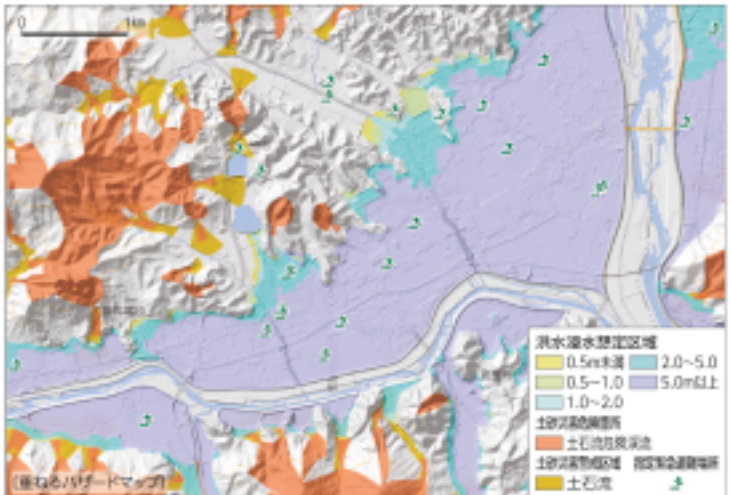 0 1km
洪水浸水想定区域
0.5m未満 2.0~5.0
0.5~1.0 5.0m以上
1.0~2.0
土砂災害危険箇所
土石流危険渓流
土砂災害警戒区域 指定緊急避難場所
土石流
(重ねるハザードマップ)